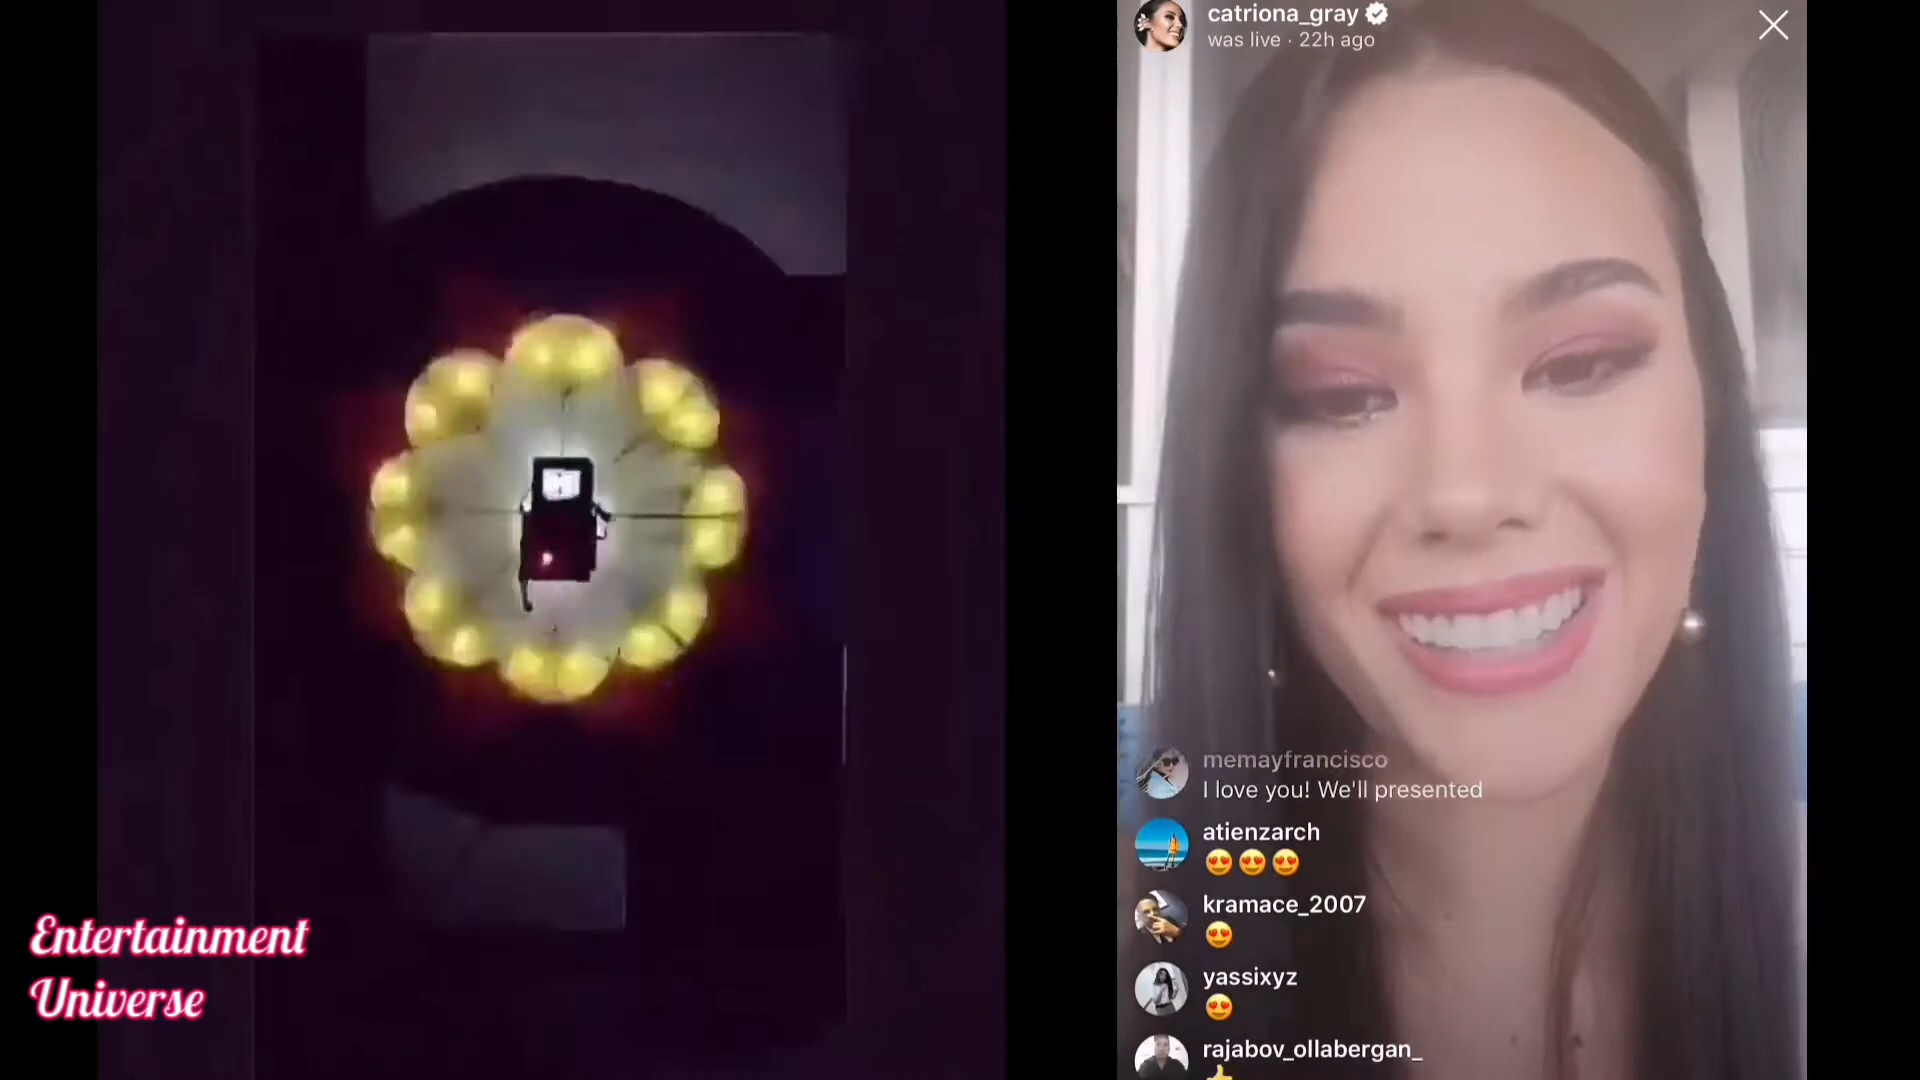 catriona_gray
was live · 22h ago
memayfrancisco
I love you! We'll presented
atienzarch
😍😍😍
kramace_2007
😍
yassixyz
😍
rajabov_ollabergan_
👍
Entertainment
Universe